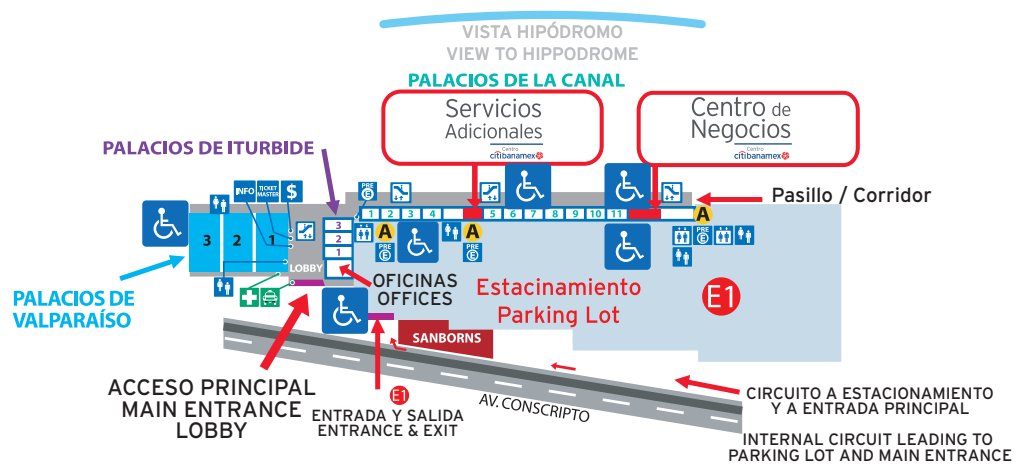 VISTA HIPÓDROMO
VIEW TO HIPPODROME
PALACIOS DE LA CANAL
Servicios
Adicionales
Centro
citibanamex
Centro de
Negocios
Centro
citibanamex
PALACIOS DE ITURBIDE
Pasillo / Corridor
INFO
TICKET
MASTER
$
PRE
E
1 2 3 4 5 6 7 8 9 10 11
A
A
A
PRE
E
PRE
E
PRE
E
3 2 1
3
2
1
LOBBY
OFICINAS
OFFICES
Estacinamiento
Parking Lot
E1
PALACIOS DE
VALPARAÍSO
SANBORNS
ACCESO PRINCIPAL
MAIN ENTRANCE
LOBBY
E1
ENTRADA Y SALIDA
ENTRANCE & EXIT
AV. CONSCRIPTO
CIRCUITO A ESTACIONAMIENTO
Y A ENTRADA PRINCIPAL
INTERNAL CIRCUIT LEADING TO
PARKING LOT AND MAIN ENTRANCE